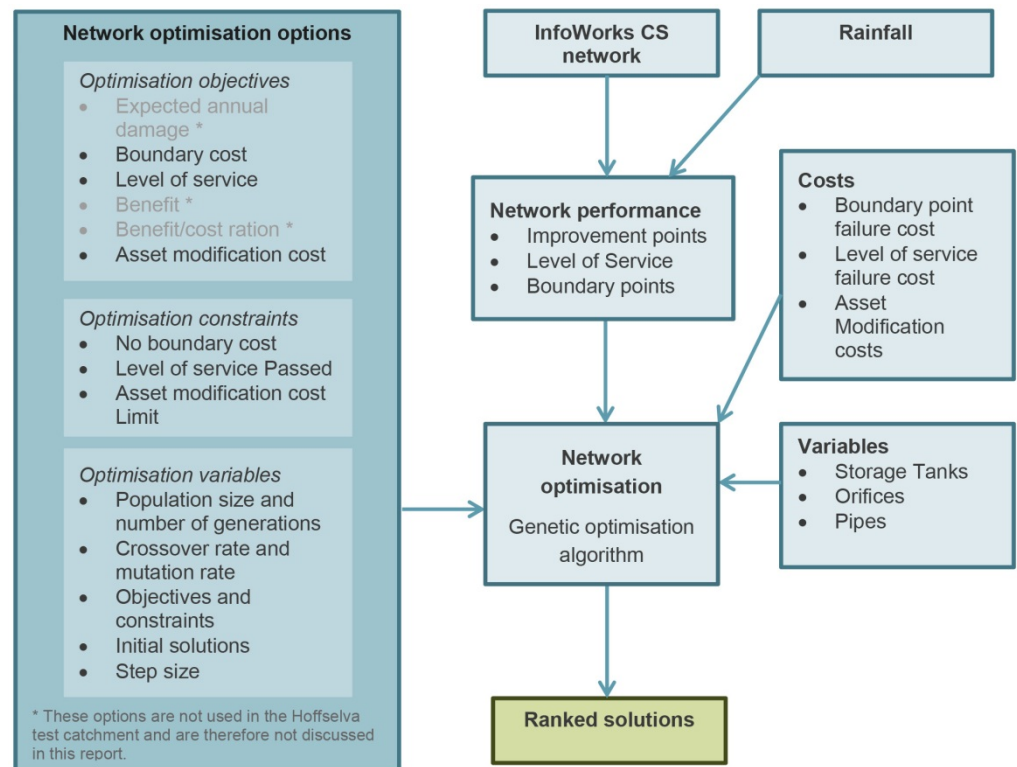 Network optimisation options
Optimisation objectives
• Expected annual
damage *
• Boundary cost
• Level of service
• Benefit *
• Benefit/cost ration *
• Asset modification cost
Optimisation constraints
• No boundary cost
• Level of service Passed
• Asset modification cost
Limit
Optimisation variables
• Population size and
number of generations
• Crossover rate and
mutation rate
• Objectives and
constraints
• Initial solutions
• Step size
* These options are not used in the Hoffselva
test catchment and are therefore not discussed
in this report.
InfoWorks CS
network
Rainfall
Network performance
• Improvement points
• Level of Service
• Boundary points
Costs
• Boundary point
failure cost
• Level of service
failure cost
• Asset
Modification
costs
Network
optimisation
Genetic optimisation
algorithm
Variables
• Storage Tanks
• Orifices
• Pipes
Ranked solutions